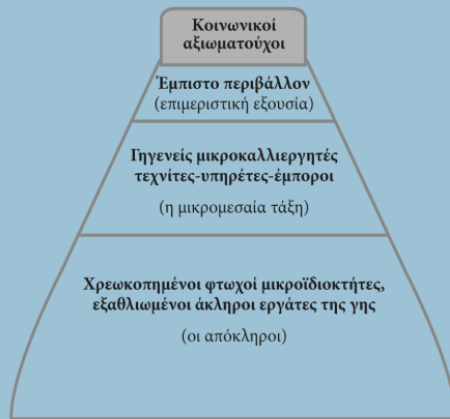 Κοινωνικοί
αξιωματούχοι
Έμπιστο περιβάλλον
(επιμεριστική εξουσία)
Γηγενείς μικροκαλλιεργητές
τεχνίτες-υπηρέτες-έμποροι
(η μικρομεσαία τάξη)
Χρεωκοπημένοι φτωχοί μικροϊδιοκτήτες,
εξαθλιωμένοι άκληροι εργάτες της γης
(οι απόκληροι)